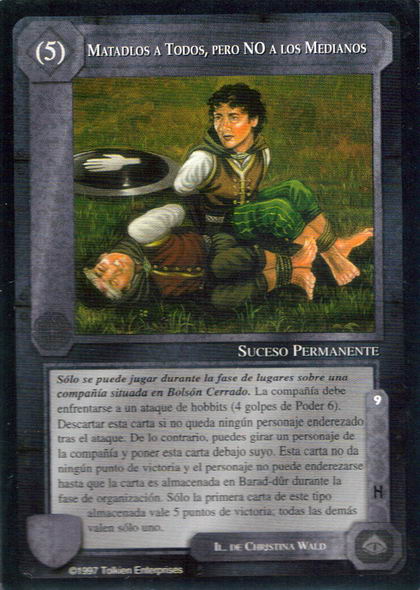 (5)
MATADLOS A TODOS, PERO NO A LOS MEDIANOS
SUCESO PERMANENTE
Sólo se puede jugar durante la fase de lugares sobre una
compañía situada en Bolsón Cerrado. La compañía debe
enfrentarse a un ataque de hobbits (4 golpes de Poder 6).
Descartar esta carta si no queda ningún personaje enderezado
tras el ataque. De lo contrario, puedes girar un personaje de
la compañía y poner esta carta debajo suyo. Esta carta no da
ningún punto de victoria y el personaje no puede enderezarse
hasta que la carta es almacenada en Barad-dûr durante la
fase de organización. Sólo la primera carta de este tipo
almacenada vale 5 puntos de victoria; todas las demás
valen sólo uno.
9
H
IL. DE CHRISTINA WALD
©1997 Tolkien Enterprises